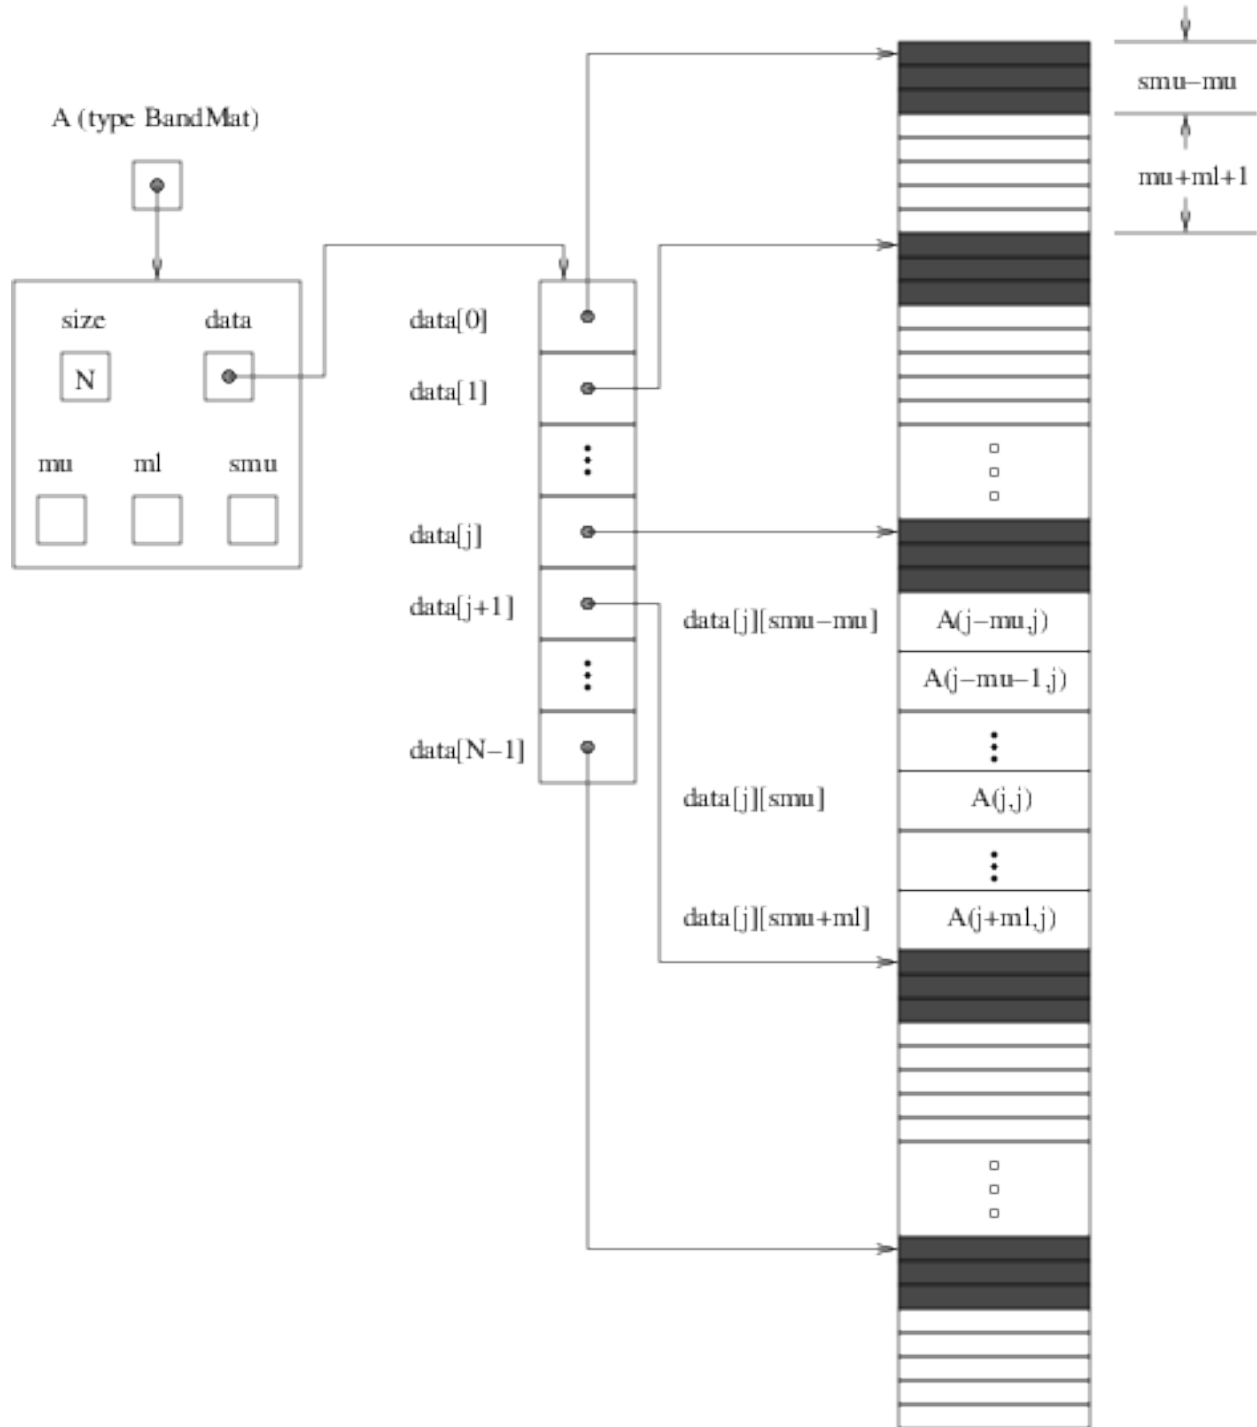 A (type BandMat)
size
data
N
mu
ml
smu
data[0]
data[1]
data[j]
data[j+1]
data[N−1]
smu−mu
mu+ml+1
data[j][smu−mu]
A(j−mu,j)
A(j−mu−1,j)
data[j][smu]
A(j,j)
data[j][smu+ml]
A(j+ml,j)